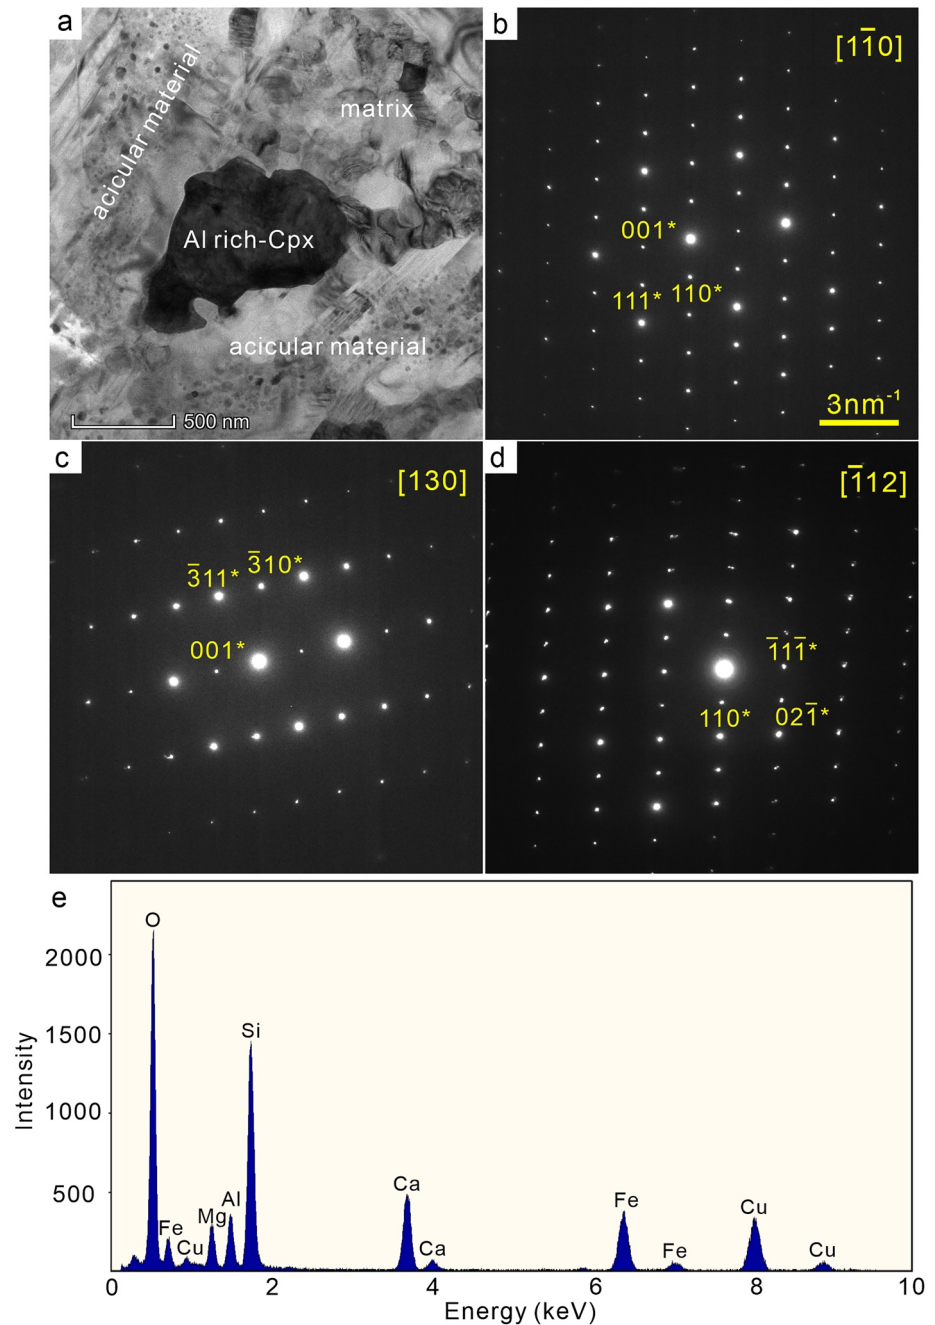 a
acicular material
matrix
Al rich-Cpx
acicular material
500 nm
b
[11̅0]
001*
111* 110*
3nm⁻¹
c
[130]
3̅11* 3̅10*
001*
d
[1̅12]
1̅11̅*
110* 021̅*
e
O
Si
Fe
Cu
Mg
Al
Ca
Ca
Fe
Fe
Cu
Cu
2000
1500
1000
500
Intensity
0 2 4 6 8 10
Energy (keV)